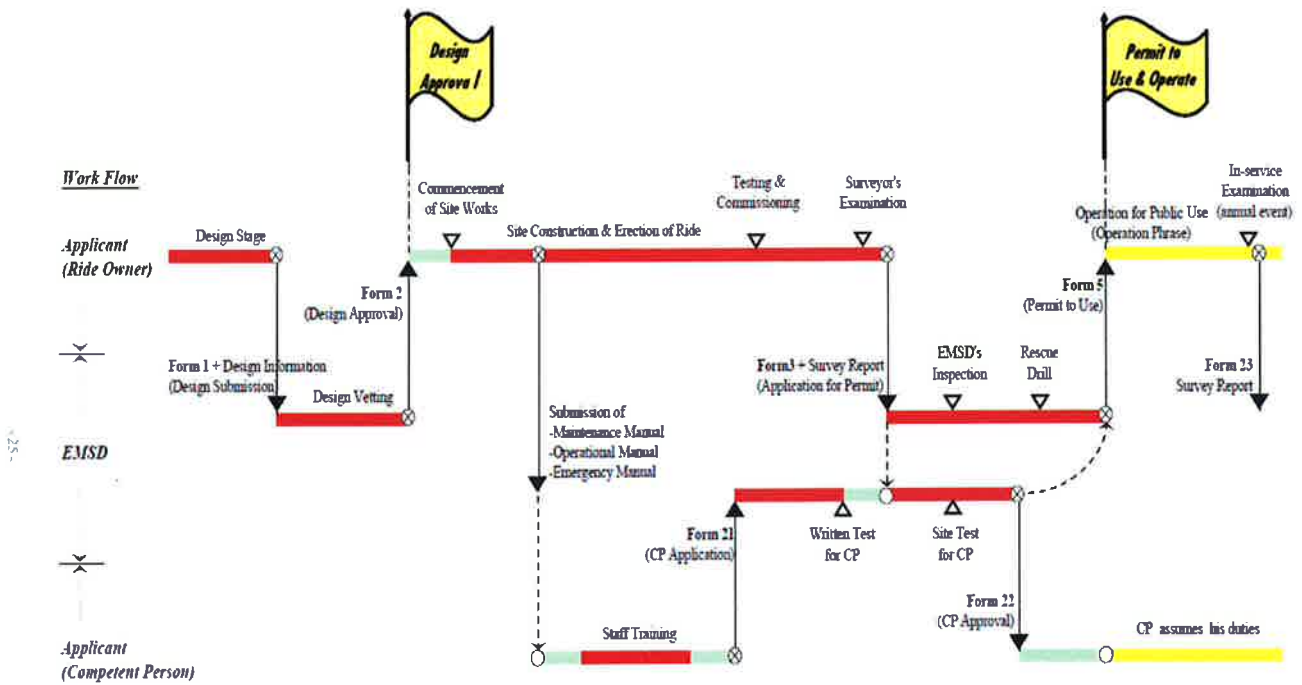 Design
Approva l
Permit to
Use & Operate
Work Flow
Commencement
of Site Works
Testing &
Commissioning
Surveyor's
Examination
In-service
Examination
(annual event)
Operation for Public Use
(Operation Phrase)
Applicant
(Ride Owner)
Design Stage
Site Construction & Erection of Ride
Form 2
(Design Approval)
Form 5
(Permit to Use)
Form 1 + Design Information
(Design Submission)
Design Vetting
Form3 + Survey Report
(Application for Permit)
EMSD's
Inspection
Rescue
Drill
Form 23
Survey Report
Submission of
-Maintenance Manual
-Operational Manual
-Emergency Manual
EMSD
-25-
Form 21
(CP Application)
Written Test
for CP
Site Test
for CP
Form 22
(CP Approval)
Applicant
(Competent Person)
Staff Training
CP assumes his duties